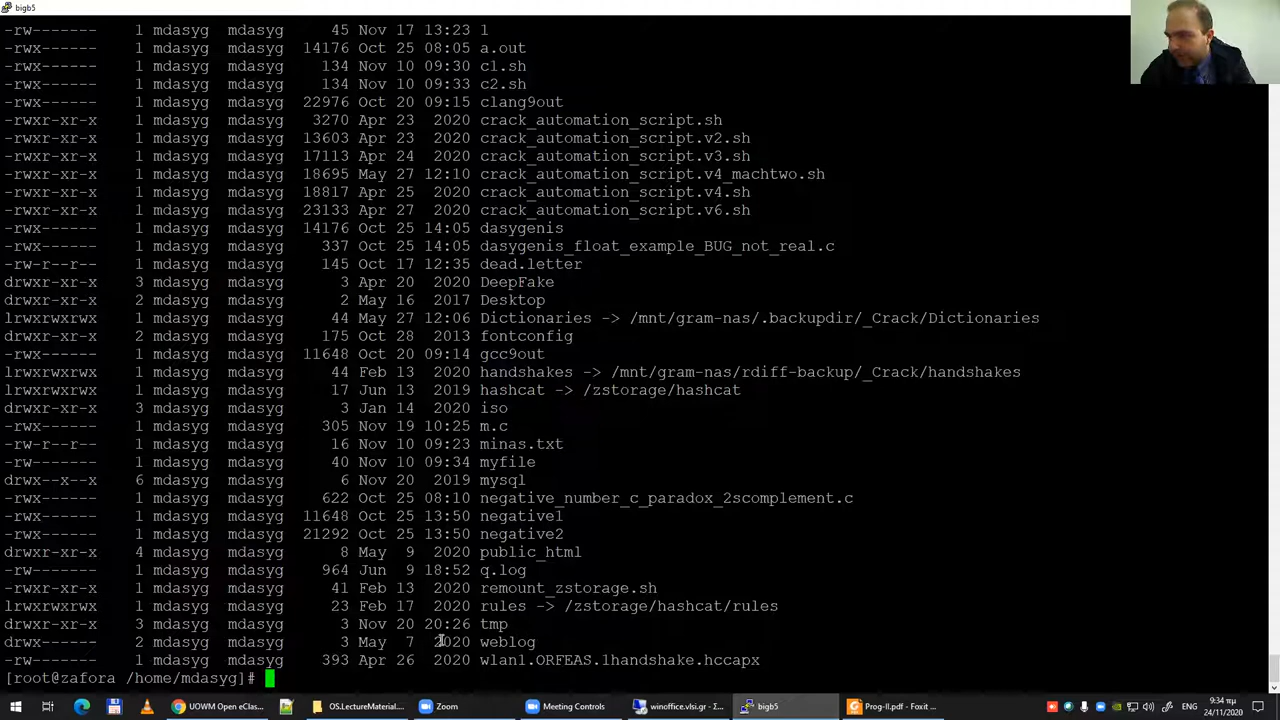 bigb5
-rw------- 1 mdasyg mdasyg 45 Nov 17 13:23 l
-rwx------ 1 mdasyg mdasyg 14176 Oct 25 08:05 a.out
-rwx------ 1 mdasyg mdasyg 134 Nov 10 09:30 c1.sh
-rwx------ 1 mdasyg mdasyg 134 Nov 10 09:33 c2.sh
-rwx------ 1 mdasyg mdasyg 22976 Oct 20 09:15 clang9out
-rwxr-xr-x 1 mdasyg mdasyg 3270 Apr 23 2020 crack_automation_script.sh
-rwxr-xr-x 1 mdasyg mdasyg 13603 Apr 23 2020 crack_automation_script.v2.sh
-rwxr-xr-x 1 mdasyg mdasyg 17113 Apr 24 2020 crack_automation_script.v3.sh
-rwxr-xr-x 1 mdasyg mdasyg 18695 May 27 12:10 crack_automation_script.v4_machtwo.sh
-rwxr-xr-x 1 mdasyg mdasyg 18817 Apr 25 2020 crack_automation_script.v4.sh
-rwxr-xr-x 1 mdasyg mdasyg 23133 Apr 27 2020 crack_automation_script.v6.sh
-rwx------ 1 mdasyg mdasyg 14176 Oct 25 14:05 dasygenis
-rwx------ 1 mdasyg mdasyg 337 Oct 25 14:05 dasygenis_float_example_BUG_not_real.c
-rw-r--r-- 1 mdasyg mdasyg 145 Oct 17 12:35 dead.letter
drwxr-xr-x 3 mdasyg mdasyg 3 Apr 20 2020 DeepFake
drwxr-xr-x 2 mdasyg mdasyg 2 May 16 2017 Desktop
lrwxrwxrwx 1 mdasyg mdasyg 44 May 27 12:06 Dictionaries -> /mnt/gram-nas/.backupdir/_Crack/Dictionaries
drwxr-xr-x 2 mdasyg mdasyg 175 Oct 28 2013 fontconfig
-rwx------ 1 mdasyg mdasyg 11648 Oct 20 09:14 gcc9out
lrwxrwxrwx 1 mdasyg mdasyg 44 Feb 13 2020 handshakes -> /mnt/gram-nas/rdiff-backup/_Crack/handshakes
lrwxrwxrwx 1 mdasyg mdasyg 17 Jun 13 2019 hashcat -> /zstorage/hashcat
drwxr-xr-x 3 mdasyg mdasyg 3 Jan 14 2020 iso
-rwx------ 1 mdasyg mdasyg 305 Nov 19 10:25 m.c
-rw-r--r-- 1 mdasyg mdasyg 16 Nov 10 09:23 minas.txt
-rw------- 1 mdasyg mdasyg 40 Nov 10 09:34 myfile
drwx--x--x 6 mdasyg mdasyg 6 Nov 20 2019 mysql
-rwx------ 1 mdasyg mdasyg 622 Oct 25 08:10 negative_number_c_paradox_2scomplement.c
-rwx------ 1 mdasyg mdasyg 11648 Oct 25 13:50 negative1
-rwx------ 1 mdasyg mdasyg 21292 Oct 25 13:50 negative2
drwxr-xr-x 4 mdasyg mdasyg 8 May 9 2020 public_html
-rwx------ 1 mdasyg mdasyg 964 Jun 9 18:52 q.log
-rwxr-xr-x 1 mdasyg mdasyg 41 Feb 13 2020 remount_zstorage.sh
lrwxrwxrwx 1 mdasyg mdasyg 23 Feb 17 2020 rules -> /zstorage/hashcat/rules
drwxr-xr-x 3 mdasyg mdasyg 3 Nov 20 20:26 tmp
drwx------ 2 mdasyg mdasyg 3 May 7 2020 weblog
-rw------- 1 mdasyg mdasyg 393 Apr 26 2020 wlan1.ORFEAS.1handshake.hccapx
[root@zafora /home/mdasyg]#
UOWM Open eClas...
OS.LectureMaterial....
Zoom
Meeting Controls
winoffice.vlsi.gr - Σ...
bigb5
Prog-II.pdf - Foxit ...
ΕΝ
9:34 πμ
24/11/2020